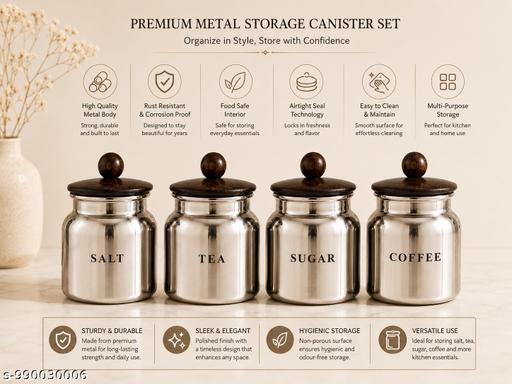 PREMIUM METAL STORAGE CANISTER SET
Organize in Style, Store with Confidence
High Quality
Metal Body
Strong, durable
and built to last
Rust Resistant
& Corrosion Proof
Designed to stay
beautiful for years
Food Safe
Interior
Safe for storing
everyday essentials
Airtight Seal
Technology
Locks in freshness
and flavor
Easy to Clean
& Maintain
Smooth surface for
effortless cleaning
Multi-Purpose
Storage
Perfect for kitchen
and home use
SALT
TEA
SUGAR
COFFEE
STURDY & DURABLE
Made from premium
metal for long-lasting
strength and daily use.
SLEEK & ELEGANT
Polished finish with
a timeless design that
enhances any space.
HYGIENIC STORAGE
Non-porous surface
ensures hygienic and
odour-free storage.
VERSATILE USE
Ideal for storing salt, tea,
sugar, coffee and more
kitchen essentials.
s-990030006